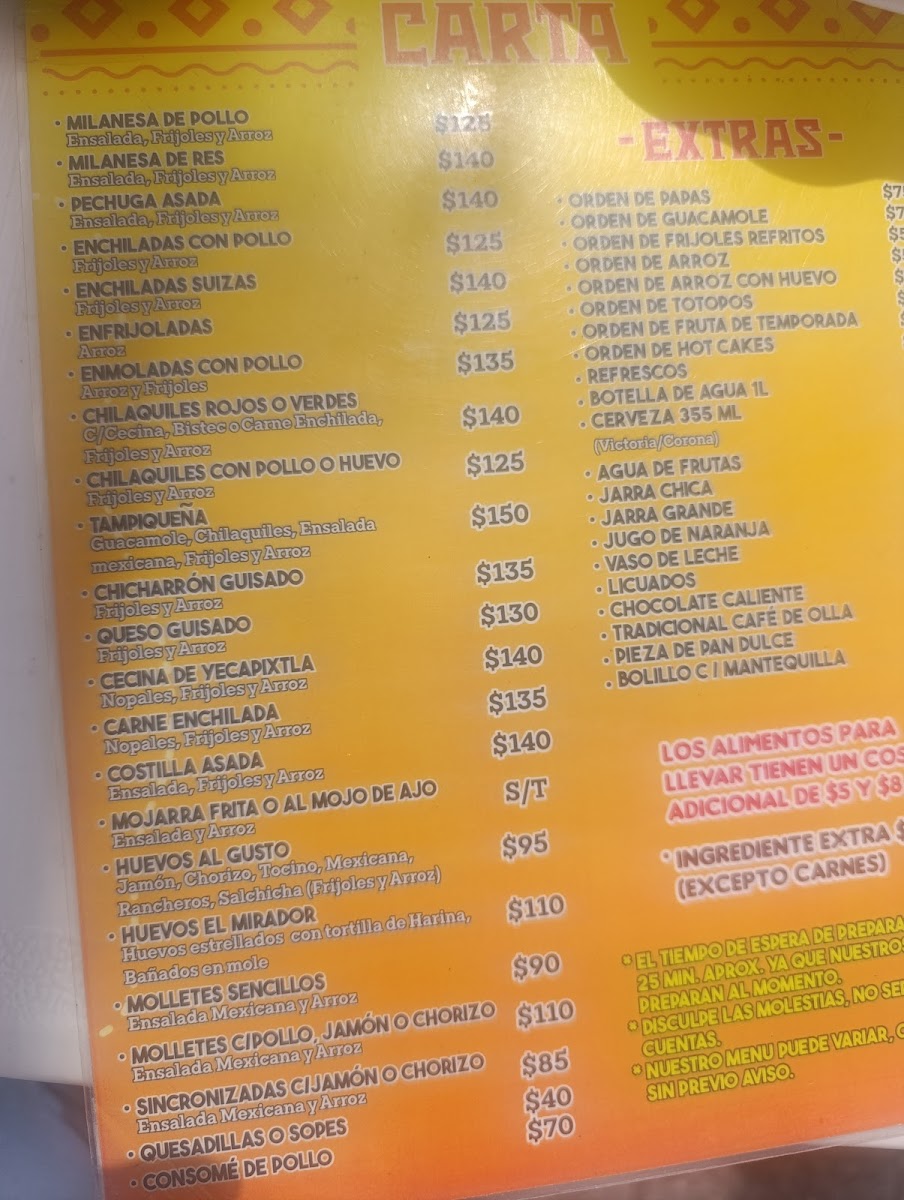 CARTA
• MILANESA DE POLLO $125
Ensalada, Frijoles y Arroz
• MILANESA DE RES $140
Ensalada, Frijoles y Arroz
• PECHUGA ASADA $140
Ensalada, Frijoles y Arroz
• ENCHILADAS CON POLLO $125
Frijoles y Arroz
• ENCHILADAS SUIZAS $140
Frijoles y Arroz
• ENFRIJOLADAS $125
Arroz
• ENMOLADAS CON POLLO $135
Arroz y Frijoles
• CHILAQUILES ROJOS O VERDES $140
C/Cecina, Bistec o Carne Enchilada,
Frijoles y Arroz
• CHILAQUILES CON POLLO O HUEVO $125
Frijoles y Arroz
• TAMPIQUEÑA $150
Guacamole, Chilaquiles, Ensalada
mexicana, Frijoles y Arroz
• CHICHARRÓN GUISADO $135
Frijoles y Arroz
• QUESO GUISADO $130
Frijoles y Arroz
• CECINA DE YECAPIXTLA $140
Nopales, Frijoles y Arroz
• CARNE ENCHILADA $135
Nopales, Frijoles y Arroz
• COSTILLA ASADA $140
Ensalada, Frijoles y Arroz
• MOJARRA FRITA O AL MOJO DE AJO S/T
Ensalada y Arroz
• HUEVOS AL GUSTO $95
Jamón, Chorizo, Tocino, Mexicana,
Rancheros, Salchicha (Frijoles y Arroz)
• HUEVOS EL MIRADOR $110
Huevos estrellados con tortilla de Harina,
Bañados en mole
• MOLLETES SENCILLOS $90
Ensalada Mexicana y Arroz
• MOLLETES C/POLLO, JAMÓN O CHORIZO $110
Ensalada Mexicana y Arroz
• SINCRONIZADAS C/JAMÓN O CHORIZO $85
Ensalada Mexicana y Arroz
• QUESADILLAS O SOPES $40
• CONSOMÉ DE POLLO $70
-EXTRAS-
• ORDEN DE PAPAS
• ORDEN DE GUACAMOLE
• ORDEN DE FRIJOLES REFRITOS
• ORDEN DE ARROZ
• ORDEN DE ARROZ CON HUEVO
• ORDEN DE TOTOPOS
• ORDEN DE FRUTA DE TEMPORADA
• ORDEN DE HOT CAKES
• REFRESCOS
• BOTELLA DE AGUA 1L
• CERVEZA 355 ML
(Victoria/Corona)
• AGUA DE FRUTAS
• JARRA CHICA
• JARRA GRANDE
• JUGO DE NARANJA
• VASO DE LECHE
• LICUADOS
• CHOCOLATE CALIENTE
• TRADICIONAL CAFÉ DE OLLA
• PIEZA DE PAN DULCE
• BOLILLO C/ MANTEQUILLA
LOS ALIMENTOS PARA
LLEVAR TIENEN UN COS
ADICIONAL DE $5 Y $8
* INGREDIENTE EXTRA $
(EXCEPTO CARNES)
* EL TIEMPO DE ESPERA DE PREPARA
25 MIN. APROX. YA QUE NUESTROS
PREPARAN AL MOMENTO.
* DISCULPE LAS MOLESTIAS, NO SE
CUENTAS.
* NUESTRO MENU PUEDE VARIAR,
SIN PREVIO AVISO.